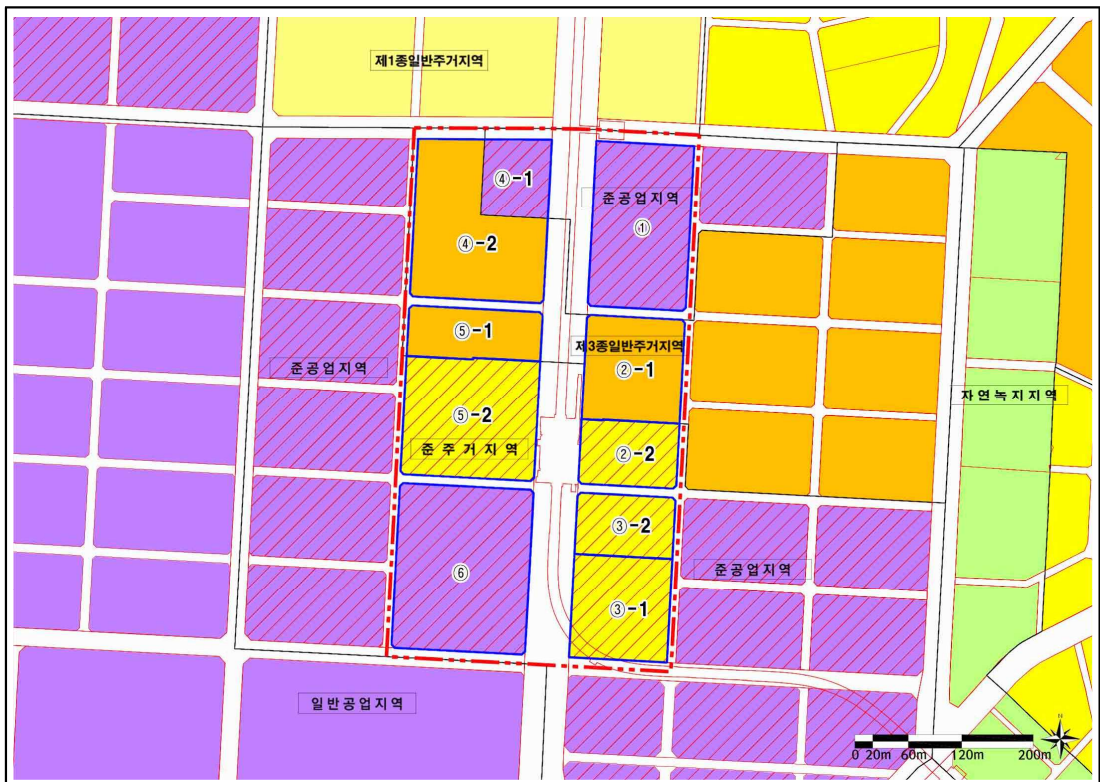 제1종일반주거지역
④-1
준공업지역
①
④-2
⑤-1
제3종일반주거지역
②-1
준공업지역
자연녹지지역
⑤-2
준주거지역
②-2
③-2
⑥
준공업지역
③-1
일반공업지역
N
0 20m 60m 120m 200m